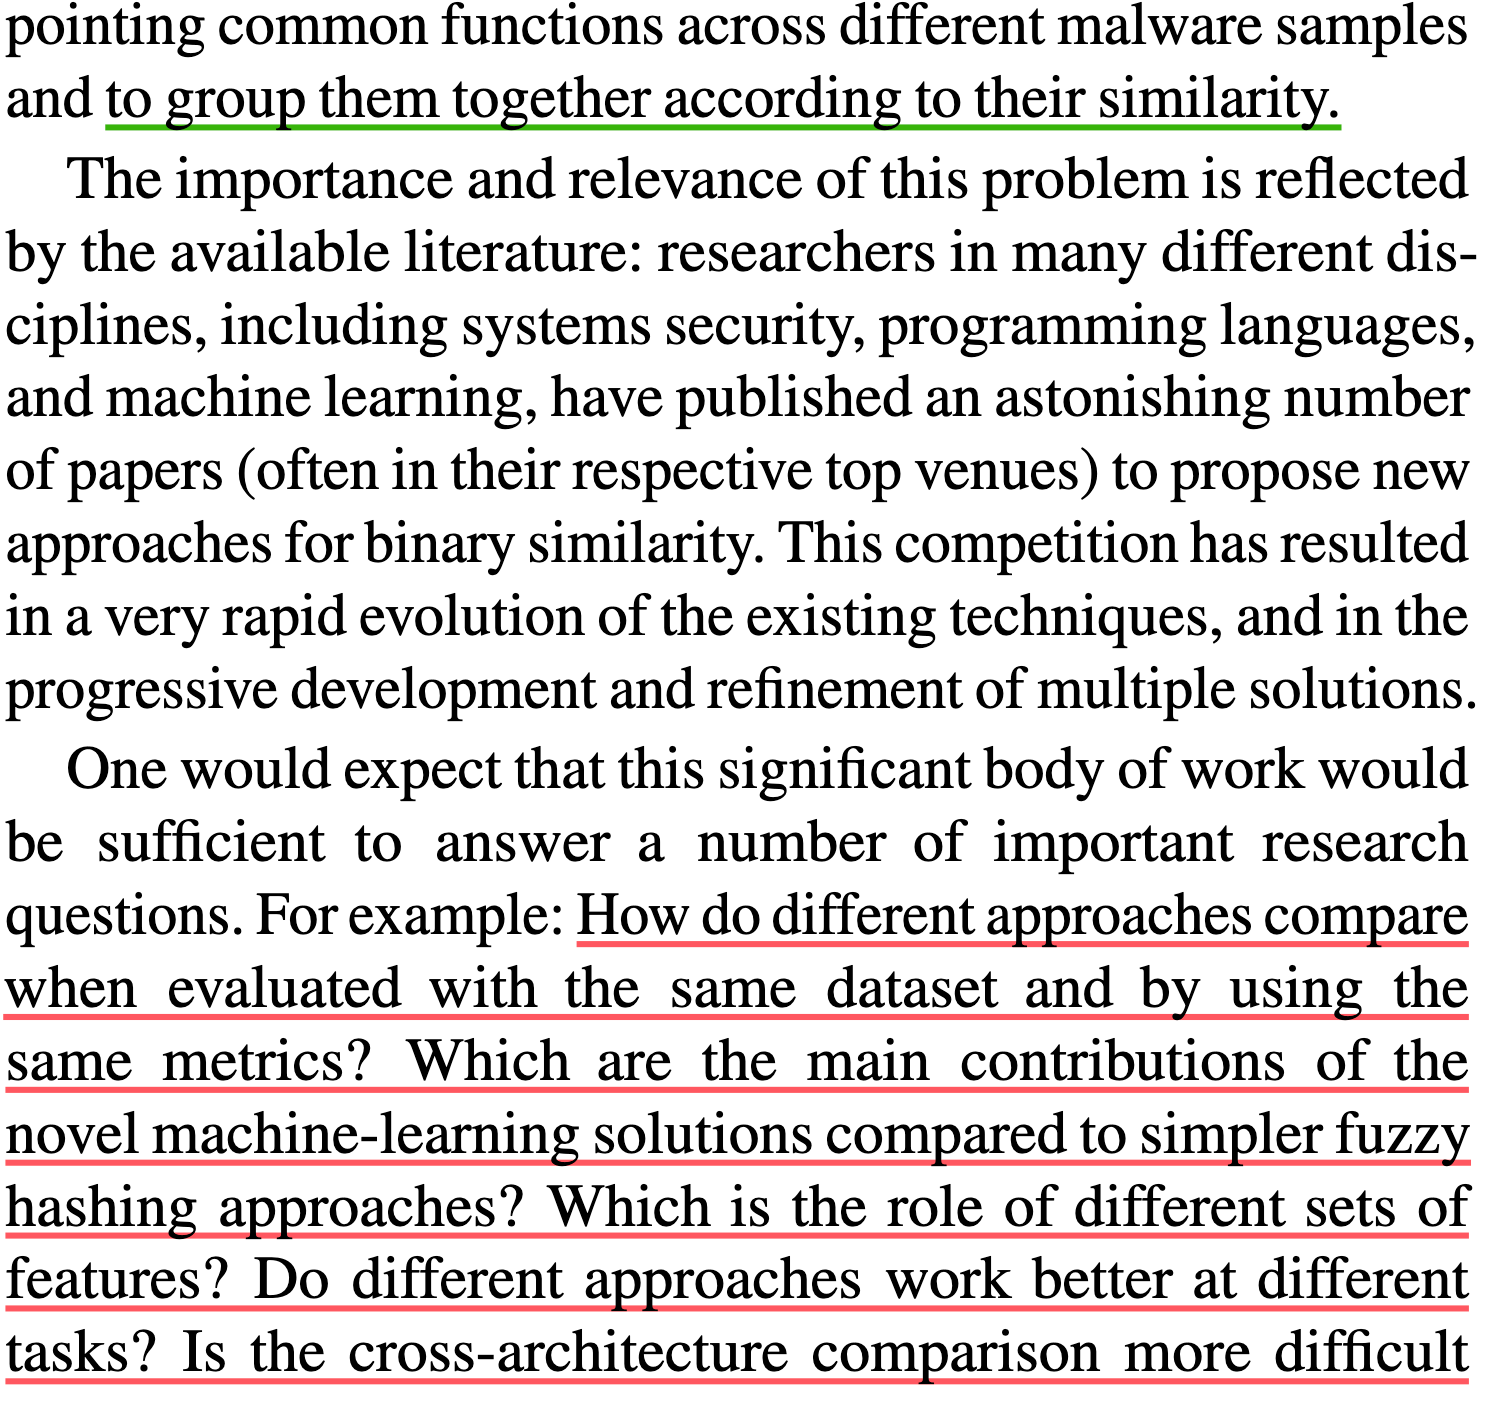 pointing common functions across different malware samples
and to group them together according to their similarity.
The importance and relevance of this problem is reflected
by the available literature: researchers in many different dis-
ciplines, including systems security, programming languages,
and machine learning, have published an astonishing number
of papers (often in their respective top venues) to propose new
approaches for binary similarity. This competition has resulted
in a very rapid evolution of the existing techniques, and in the
progressive development and refinement of multiple solutions.
One would expect that this significant body of work would
be sufficient to answer a number of important research
questions. For example: How do different approaches compare
when evaluated with the same dataset and by using the
same metrics? Which are the main contributions of the
novel machine-learning solutions compared to simpler fuzzy
hashing approaches? Which is the role of different sets of
features? Do different approaches work better at different
tasks? Is the cross-architecture comparison more difficult